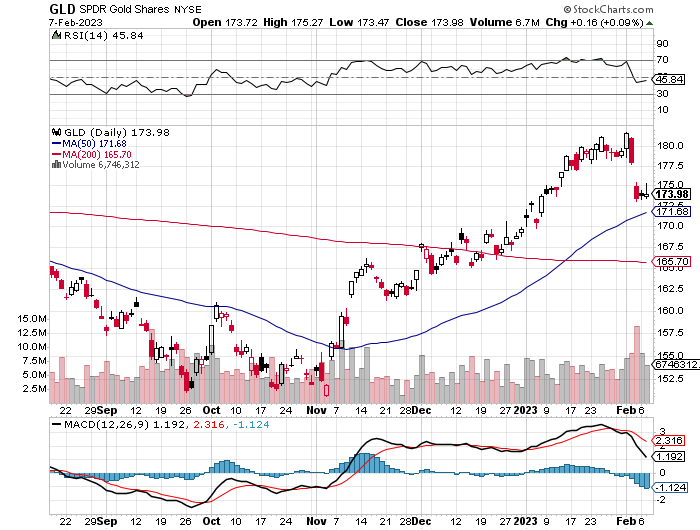 GLD SPDR Gold Shares NYSE © StockCharts.com
7-Feb-2023 Open 173.72 High 175.27 Low 173.47 Close 173.98 Volume 6.7M Chg +0.16 (+0.09%)
RSI(14) 45.84
90
70
50
45.84
30
10
GLD (Daily) 173.98
MA(50) 171.68
MA(200) 165.70
Volume 6,746,312
180.0
177.5
175.0
173.98
172.5
171.68
170.0
167.5
165.70
165.0
162.5
160.0
157.5
155.0
152.5
15.0M
12.5M
10.0M
7.5M
5.0M
2.5M
6746312
22 29 Sep 6 12 19 26 Oct 10 17 24 Nov 7 14 21 28 Dec 12 19 27 2023 9 17 23 Feb 6
MACD(12,26,9) 1.192, 2.316, -1.124
3
2.316
1.192
0
-1.124
-2
22 29 Sep 6 12 19 26 Oct 10 17 24 Nov 7 14 21 28 Dec 12 19 27 2023 9 17 23 Feb 6